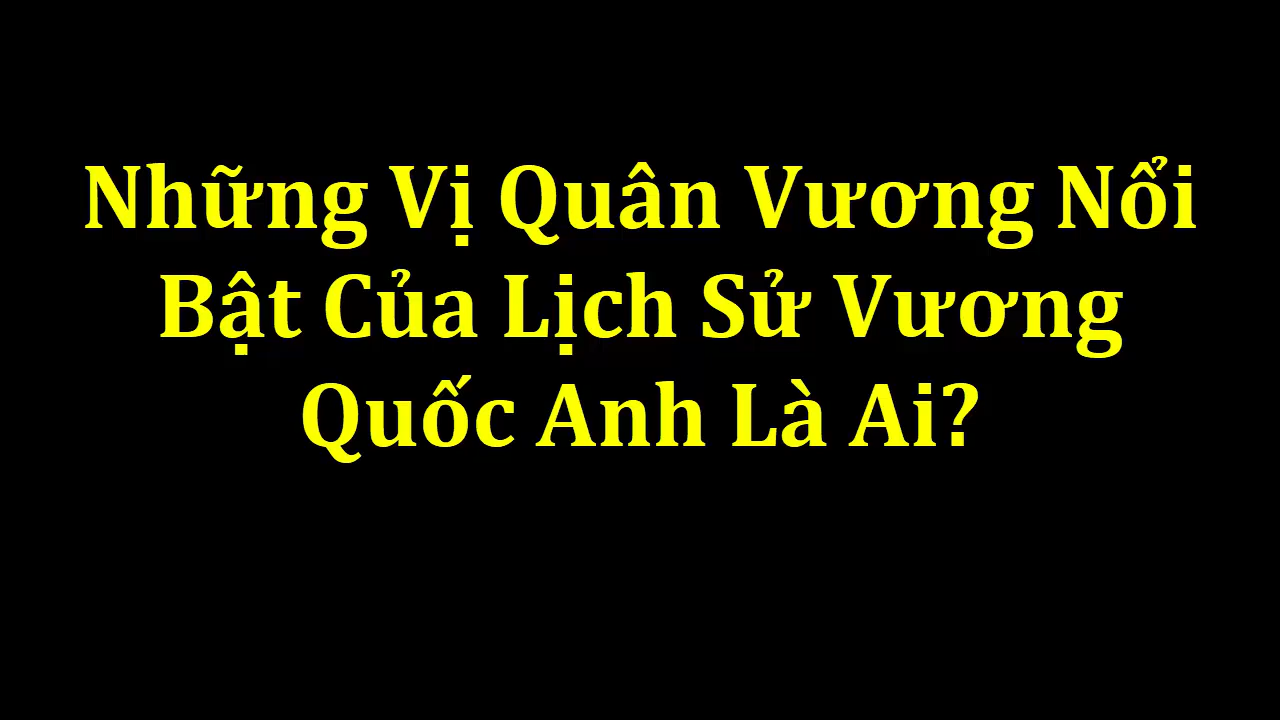 Những Vị Quân Vương Nổi
Bật Của Lịch Sử Vương
Quốc Anh Là Ai?